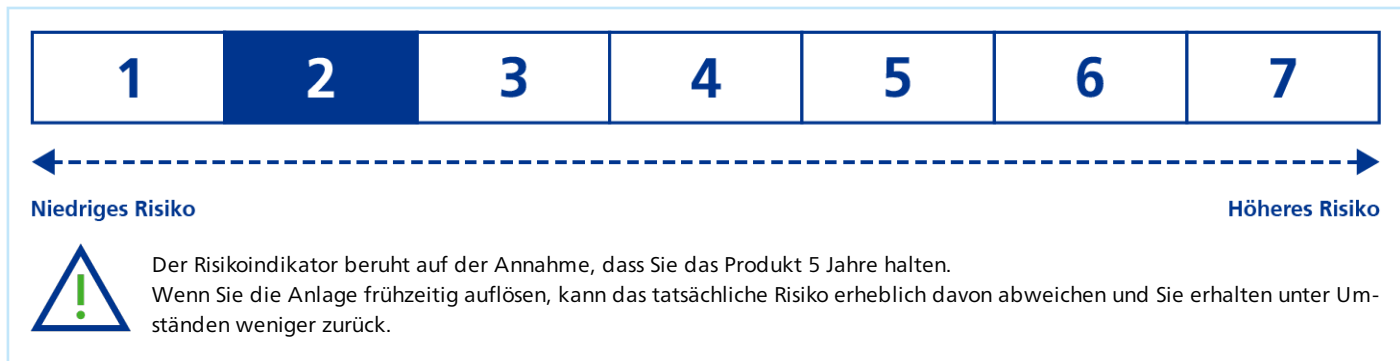 1 2 3 4 5 6 7
Niedriges Risiko Höheres Risiko
!
Der Risikoindikator beruht auf der Annahme, dass Sie das Produkt 5 Jahre halten.
Wenn Sie die Anlage frühzeitig auflösen, kann das tatsächliche Risiko erheblich davon abweichen und Sie erhalten unter Um-
ständen weniger zurück.